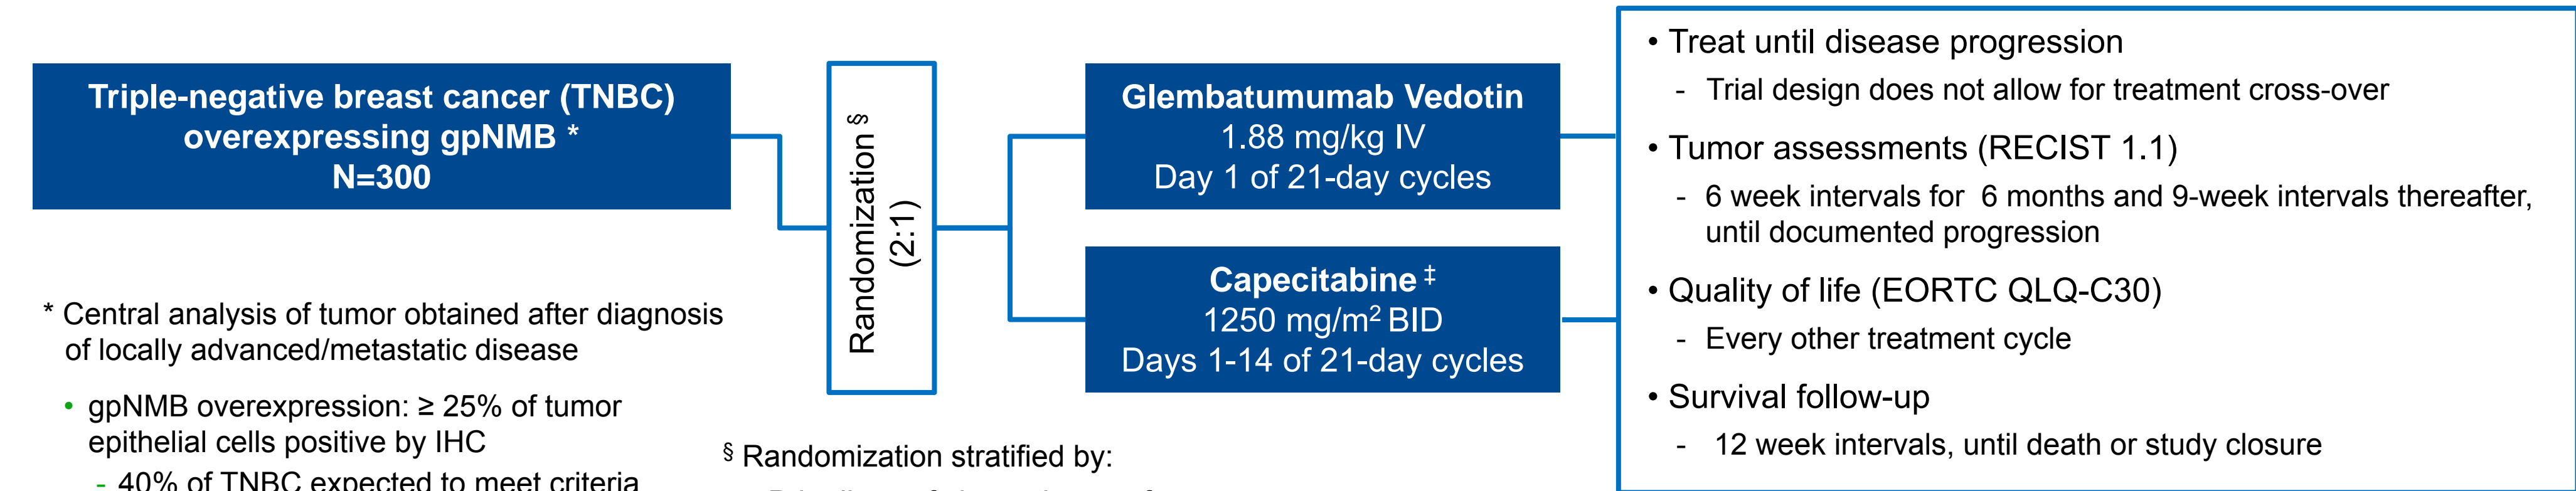 Triple-negative breast cancer (TNBC)
overexpressing gpNMB *
N=300
* Central analysis of tumor obtained after diagnosis
of locally advanced/metastatic disease
• gpNMB overexpression: ≥ 25% of tumor
epithelial cells positive by IHC
- 40% of TNBC expected to meet criteria
Randomization §
(2:1)
§ Randomization stratified by:
Glembatumumab Vedotin
1.88 mg/kg IV
Day 1 of 21-day cycles
Capecitabine ‡
1250 mg/m² BID
Days 1-14 of 21-day cycles
• Treat until disease progression
- Trial design does not allow for treatment cross-over
• Tumor assessments (RECIST 1.1)
- 6 week intervals for 6 months and 9-week intervals thereafter,
until documented progression
• Quality of life (EORTC QLQ-C30)
- Every other treatment cycle
• Survival follow-up
- 12 week intervals, until death or study closure